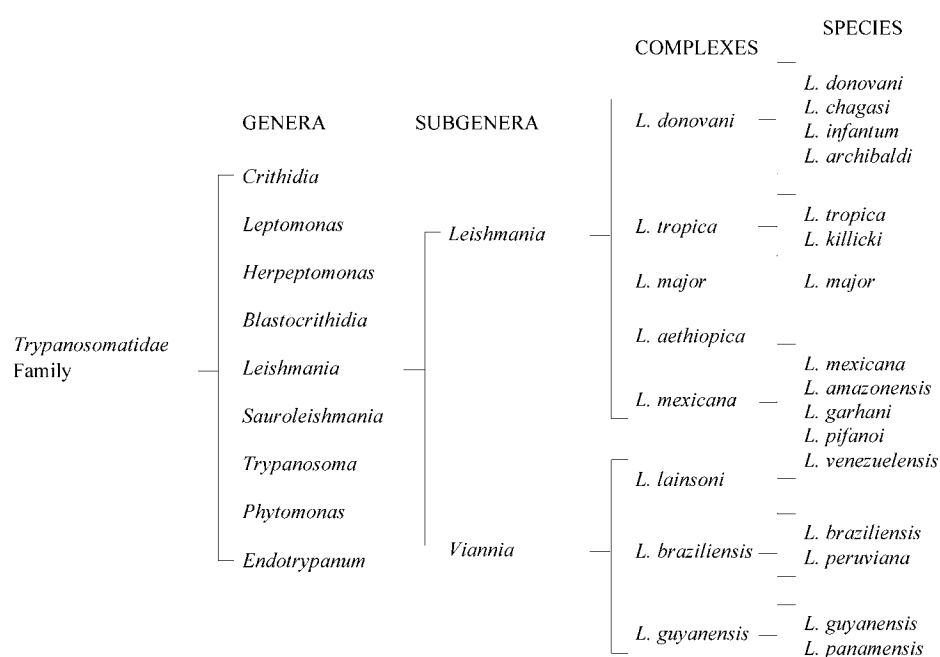 SPECIES
COMPLEXES
GENERA
SUBGENERA
Trypanosomatidae
Family
Crithidia
Leptomonas
Herpeptomonas
Blastocrithidia
Leishmania
Sauroleishmania
Trypanosoma
Phytomonas
Endotrypanum
Leishmania
Viannia
L. donovani
L. tropica
L. major
L. aethiopica
L. mexicana
L. lainsoni
L. braziliensis
L. guyanensis
L. donovani
L. chagasi
L. infantum
L. archibaldi
L. tropica
L. killicki
L. major
L. mexicana
L. amazonensis
L. garhani
L. pifanoi
L. venezuelensis
L. braziliensis
L. peruviana
L. guyanensis
L. panamensis